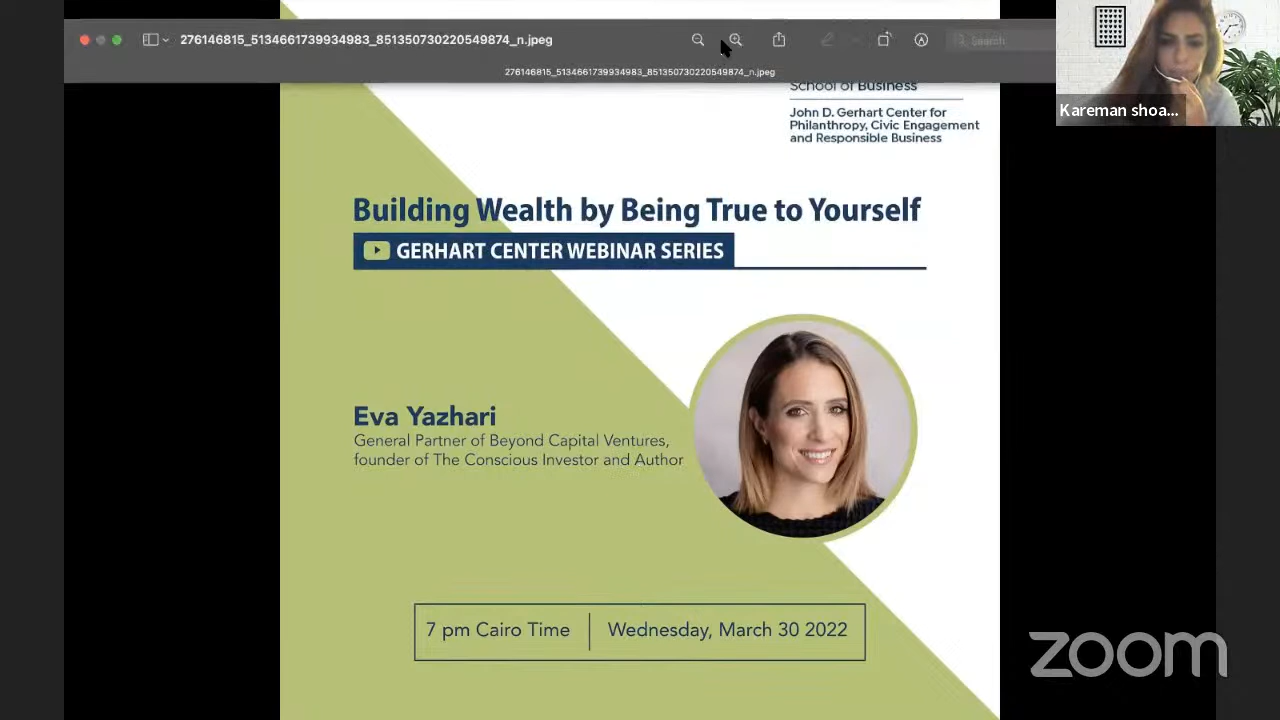 276146815_5134661739934983_851350730220549874_n.jpeg
Search
276146815_5134661739934983_851350730220549874_n.jpeg
School of Business
John D. Gerhart Center for
Philanthropy, Civic Engagement
and Responsible Business
Kareman shoa...
Building Wealth by Being True to Yourself
GERHART CENTER WEBINAR SERIES
Eva Yazhari
General Partner of Beyond Capital Ventures,
founder of The Conscious Investor and Author
7 pm Cairo Time
Wednesday, March 30 2022
zoom